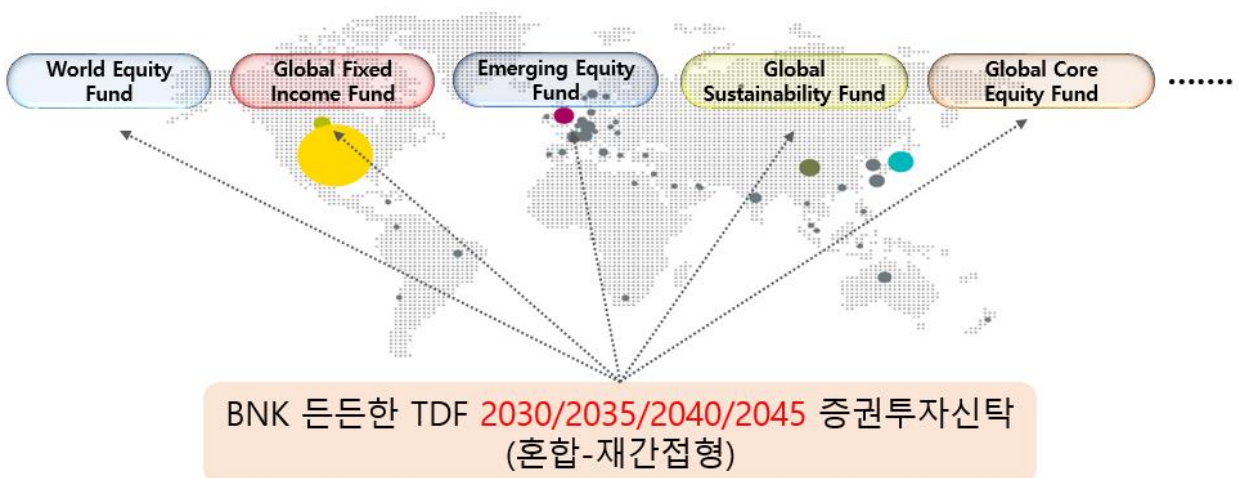 World Equity
Fund
Global Fixed
Income Fund
Emerging Equity
Fund
Global
Sustainability Fund
Global Core
Equity Fund
·······
BNK 든든한 TDF 2030/2035/2040/2045 증권투자신탁
(혼합-재간접형)